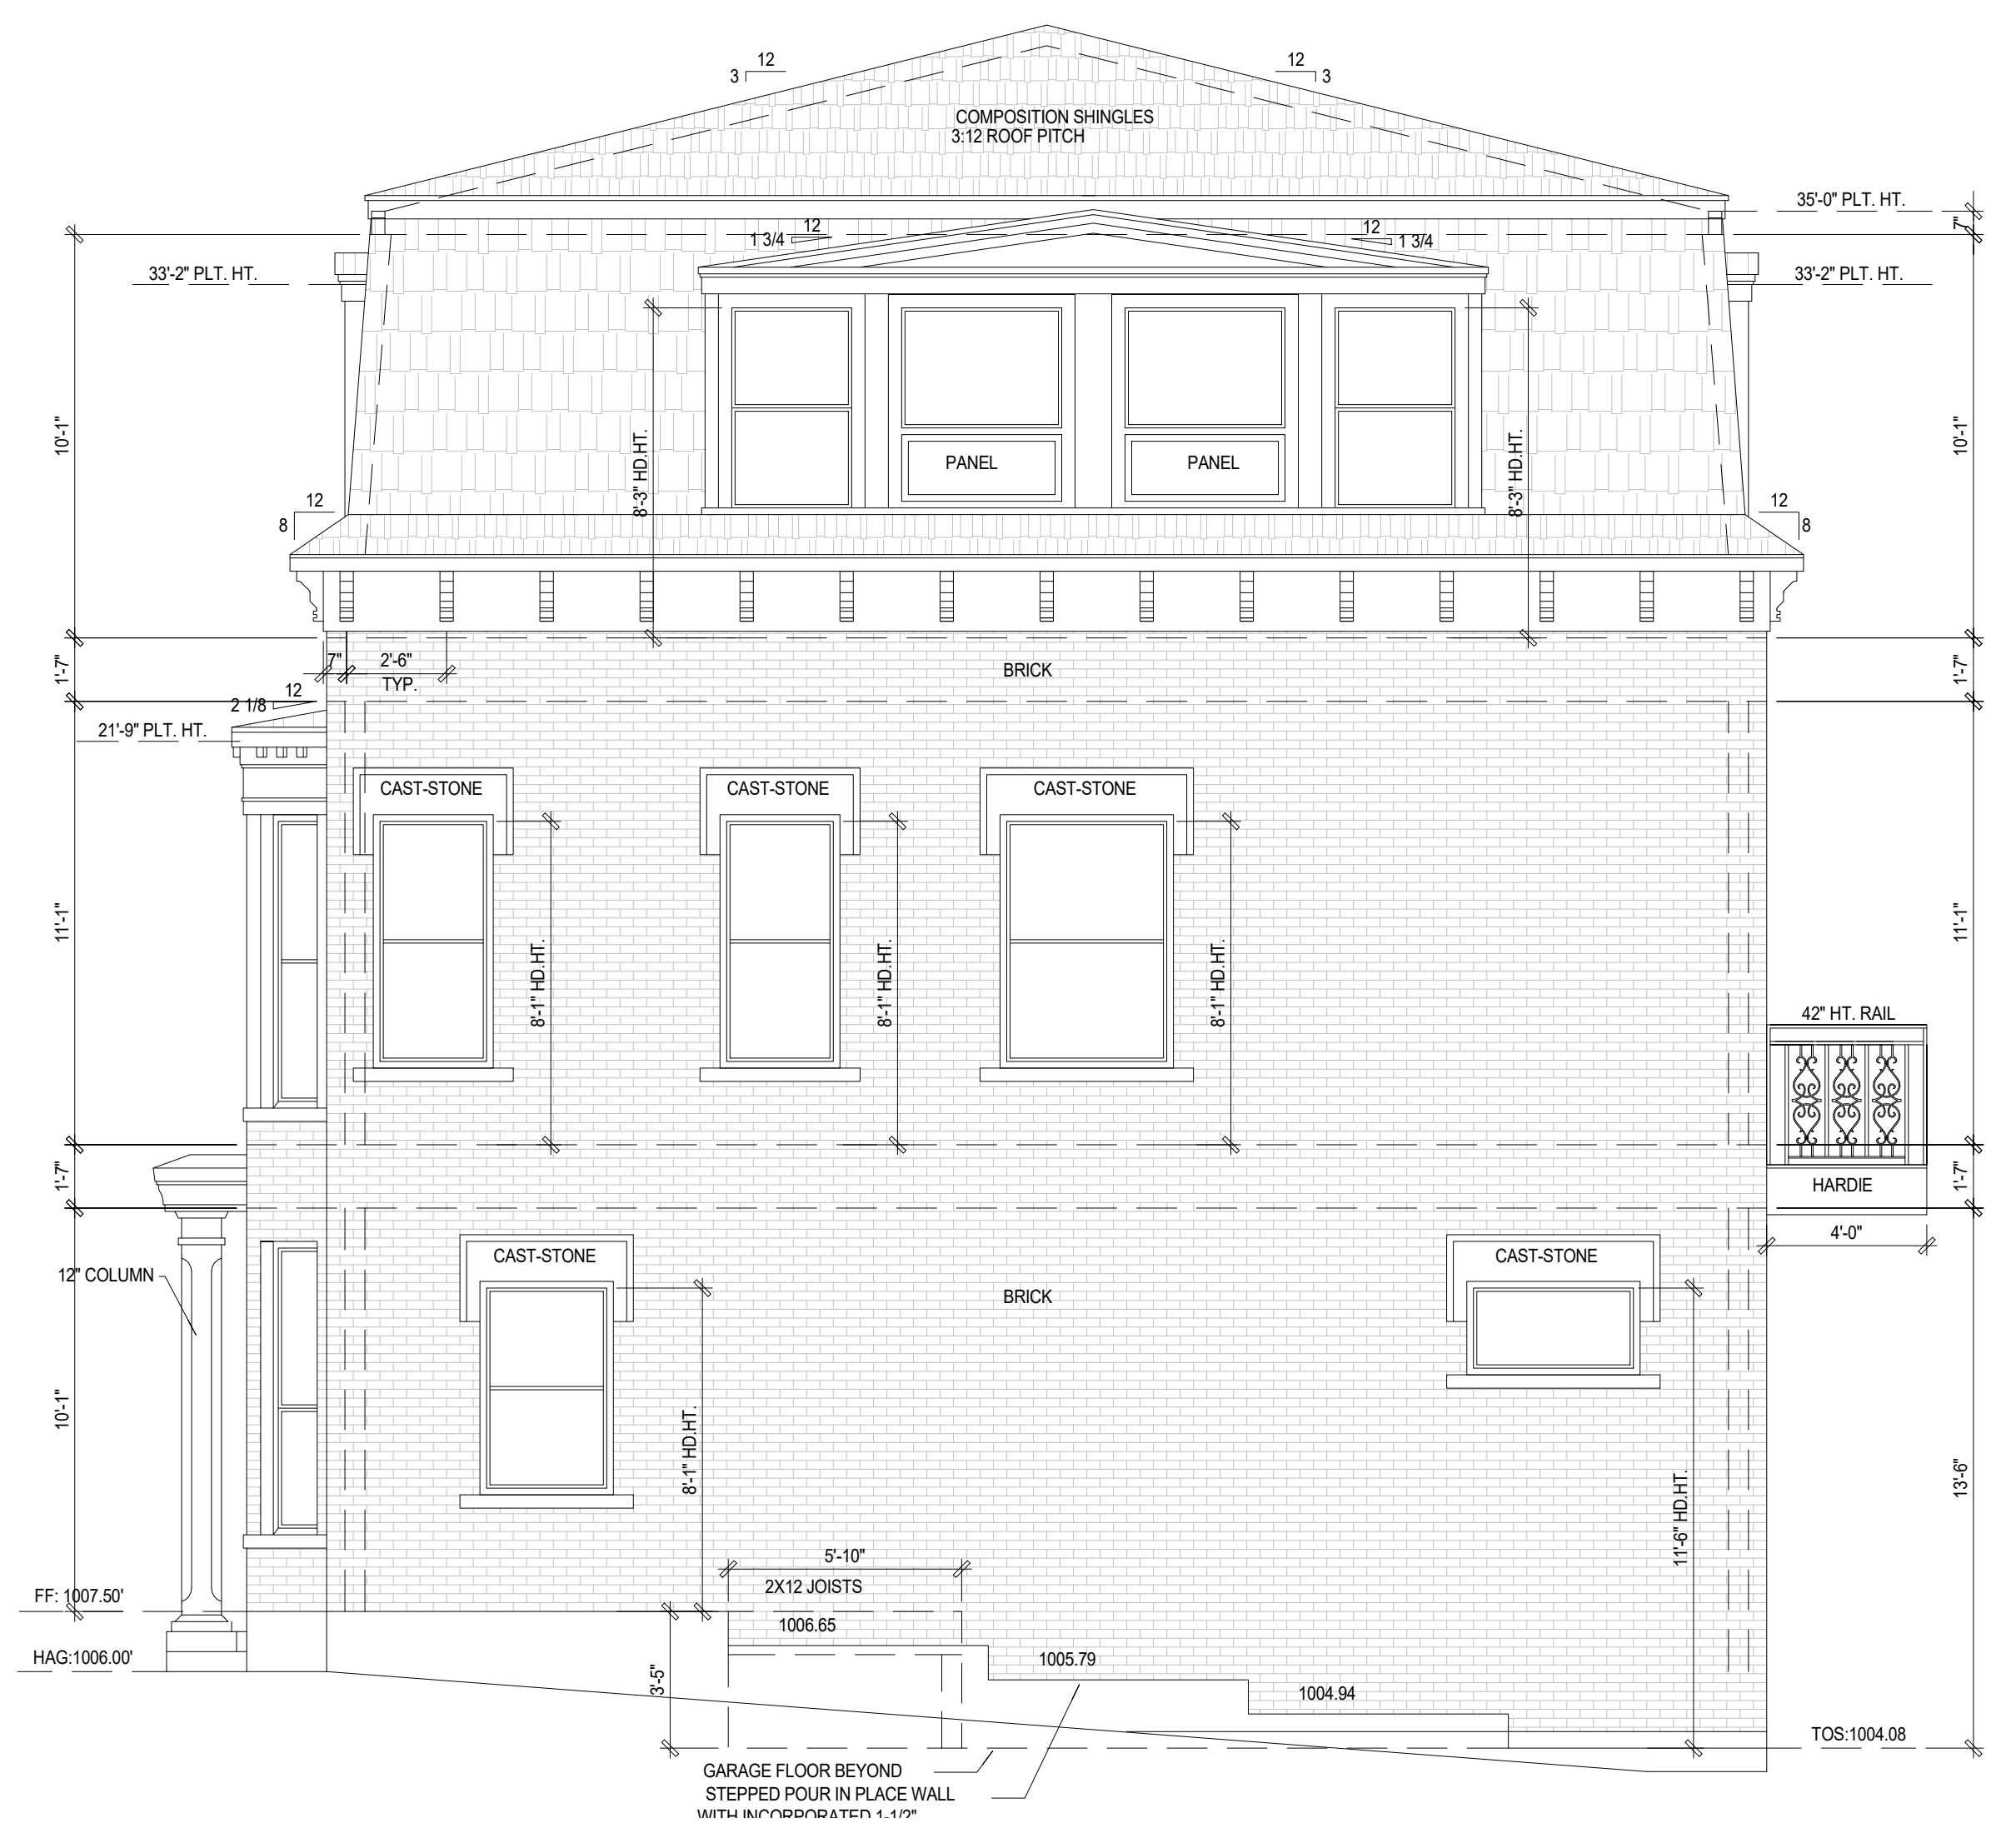 12
3
12
3
COMPOSITION SHINGLES
3:12 ROOF PITCH
35'-0" PLT. HT.
7"
12
1 3/4
12
1 3/4
33'-2" PLT. HT.
33'-2" PLT. HT.
10'-1"
10'-1"
8'-3" HD.HT.
PANEL
PANEL
8'-3" HD.HT.
12
8
12
8
1'-7"
7"
2'-6"
TYP.
BRICK
1'-7"
12
2 1/8
21'-9" PLT. HT.
CAST-STONE
CAST-STONE
CAST-STONE
11'-1"
8'-1" HD.HT.
8'-1" HD.HT.
8'-1" HD.HT.
11'-1"
42" HT. RAIL
1'-7"
HARDIE
1'-7"
4'-0"
CAST-STONE
CAST-STONE
12" COLUMN
BRICK
10'-1"
8'-1" HD.HT.
11'-6" HD.HT.
13'-6"
5'-10"
2X12 JOISTS
FF: 1007.50'
1006.65
HAG:1006.00'
1005.79
3'-5"
1004.94
TOS:1004.08
GARAGE FLOOR BEYOND
STEPPED POUR IN PLACE WALL
WITH INCORPORATED 1-1/2"